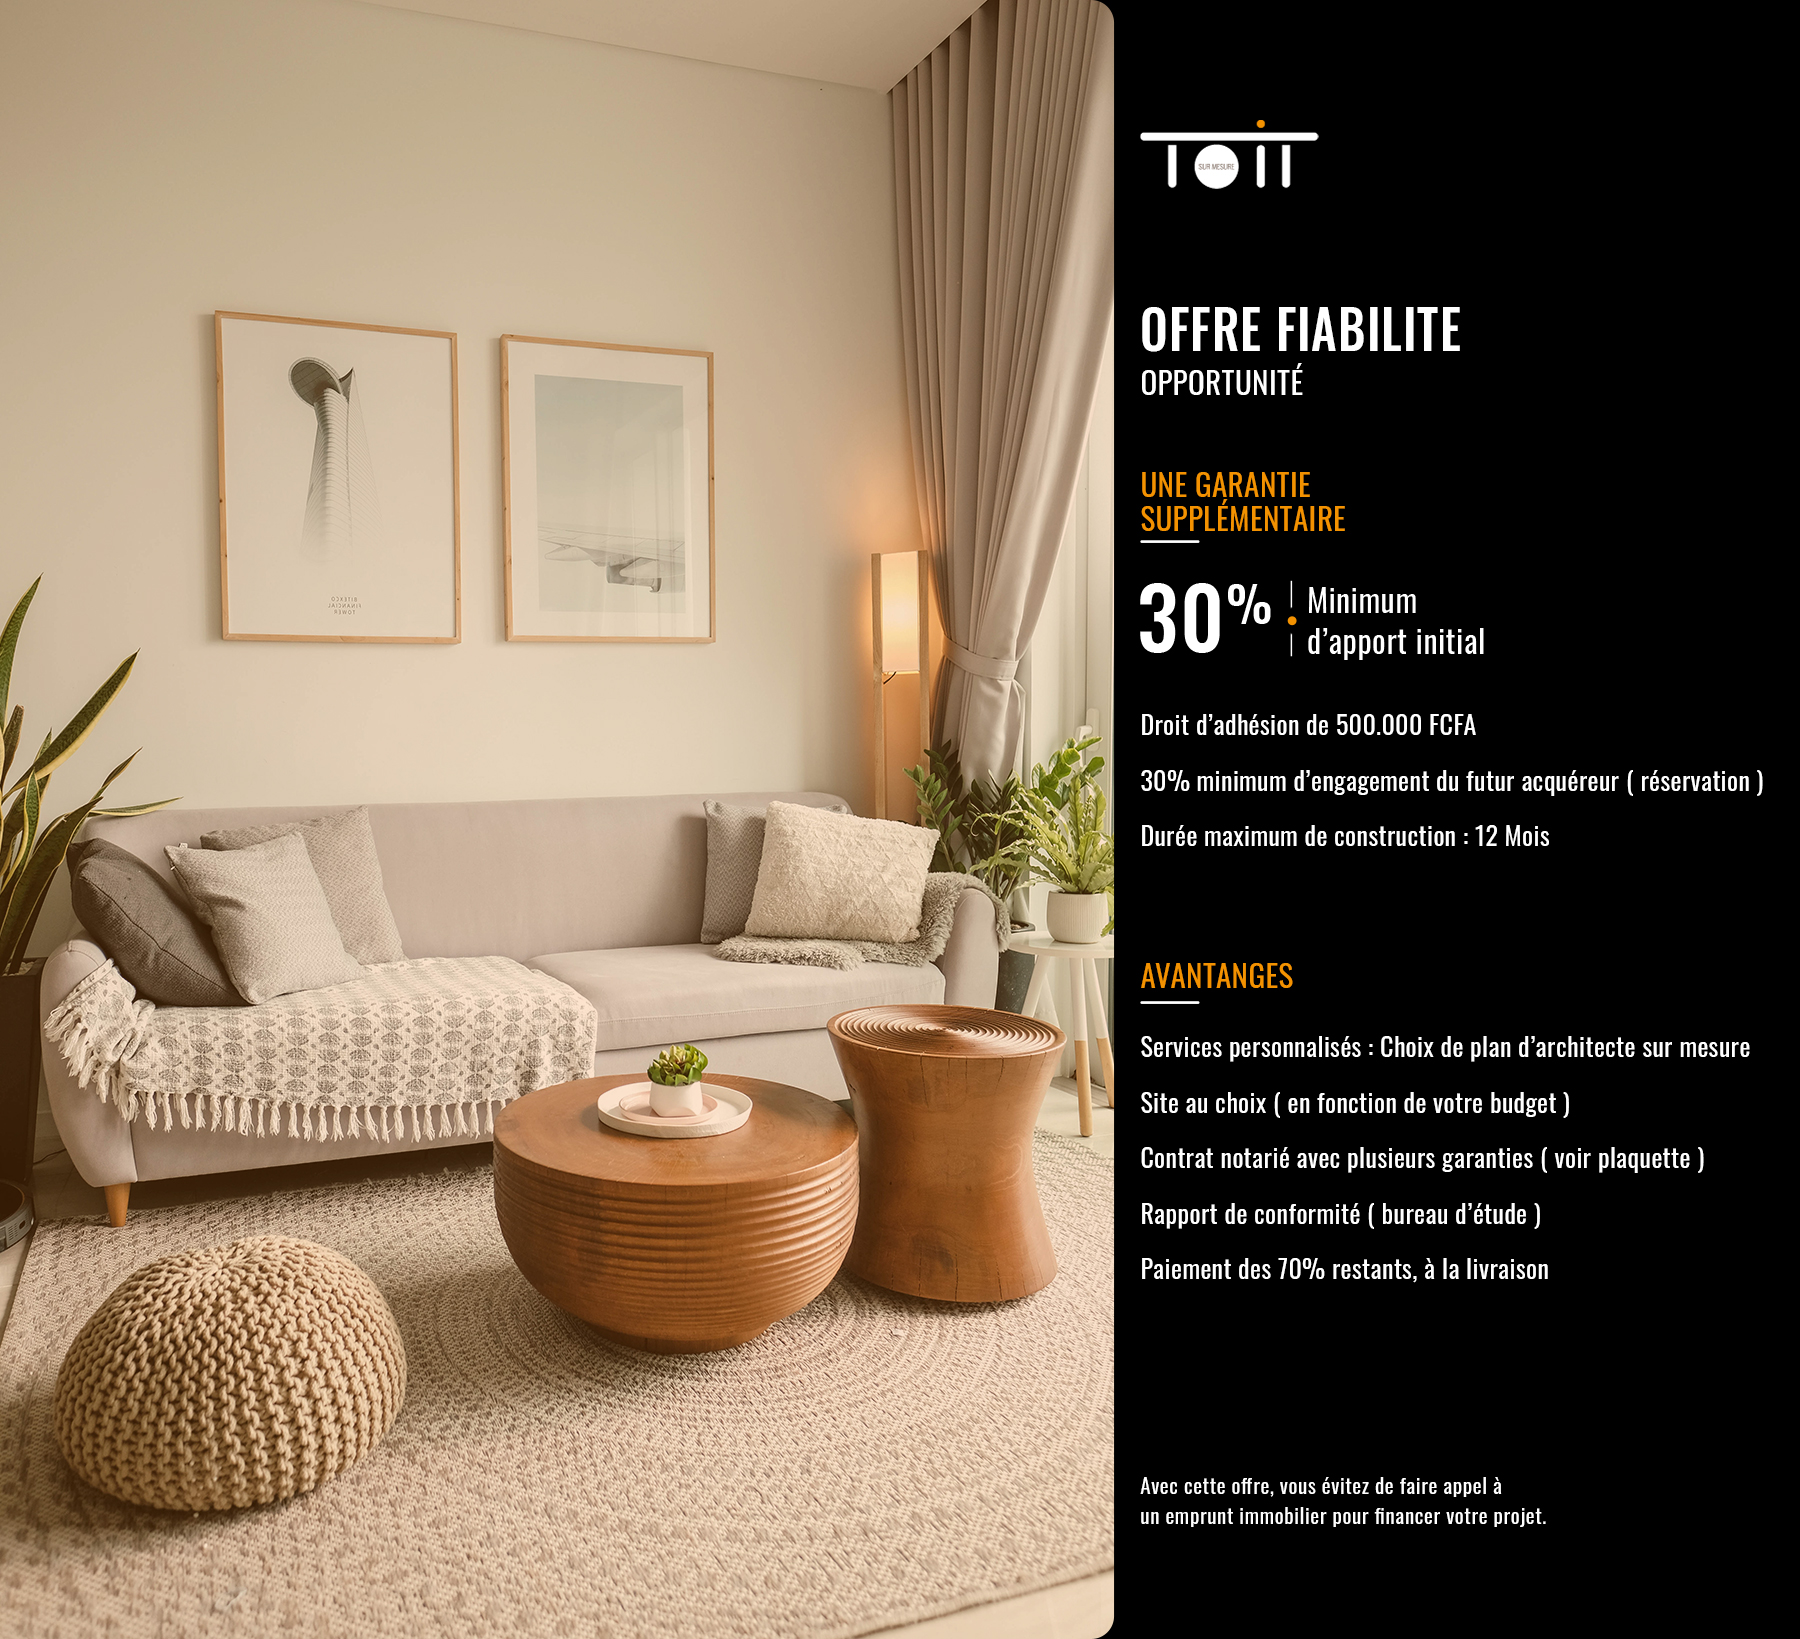 TOIT
SUR MESURE
OFFRE FIABILITE
OPPORTUNITÉ
UNE GARANTIE
SUPPLÉMENTAIRE
30% Minimum
d’apport initial
Droit d’adhésion de 500.000 FCFA
30% minimum d’engagement du futur acquéreur ( réservation )
Durée maximum de construction : 12 Mois
AVANTANGES
Services personnalisés : Choix de plan d’architecte sur mesure
Site au choix ( en fonction de votre budget )
Contrat notarié avec plusieurs garanties ( voir plaquette )
Rapport de conformité ( bureau d’étude )
Paiement des 70% restants, à la livraison
Avec cette offre, vous évitez de faire appel à
un emprunt immobilier pour financer votre projet.
BITEXCO
FINANCIAL
TOWER